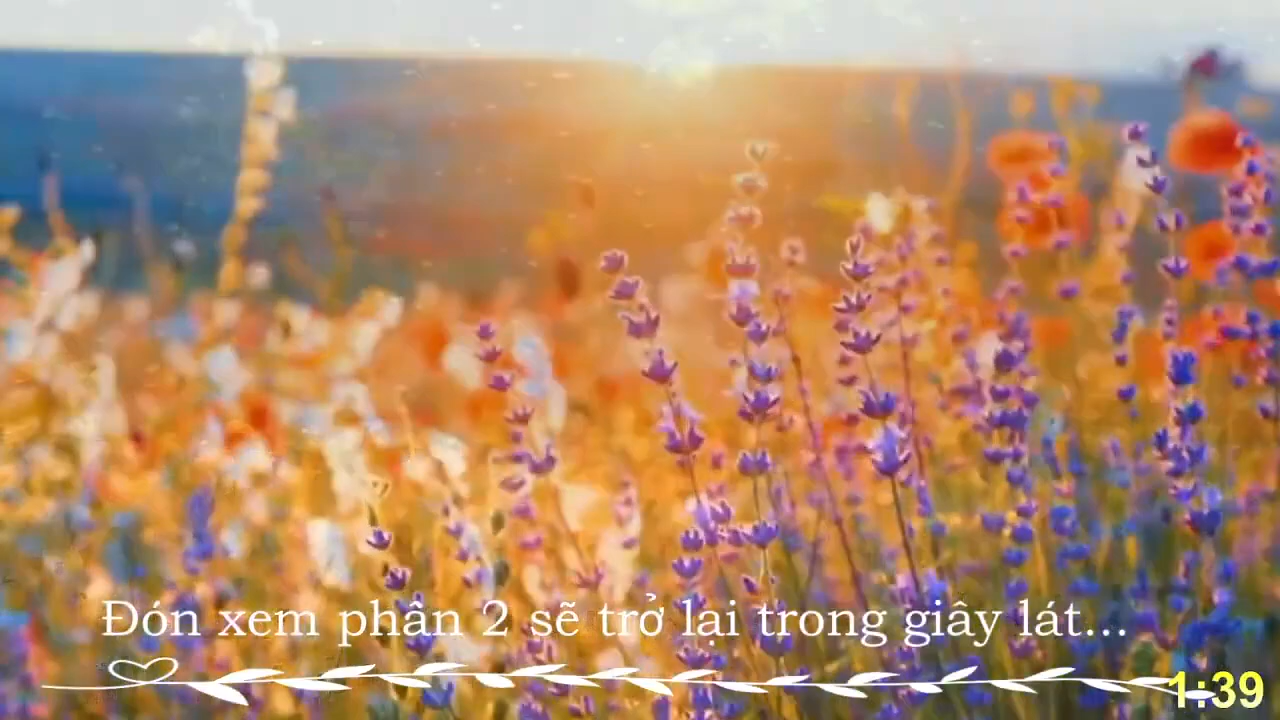 Đón xem phần 2 sẽ trở lại trong giây lát...
1:39